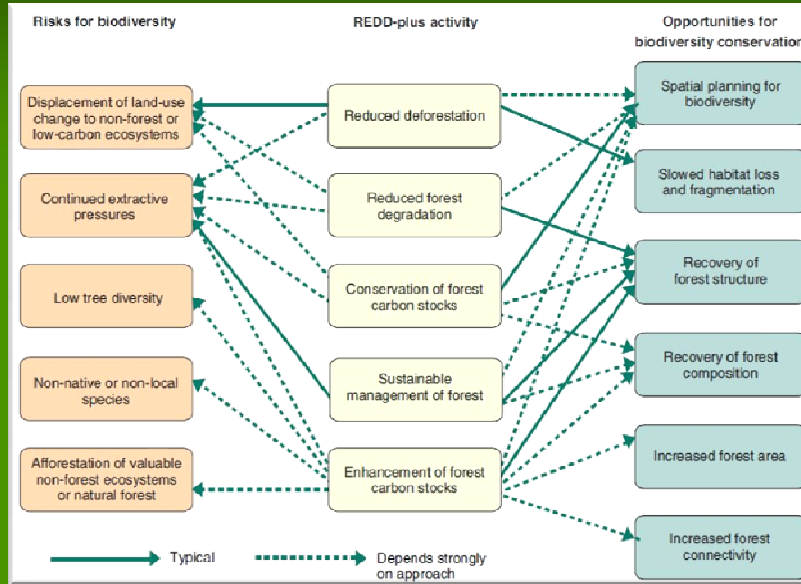 Risks for biodiversity
REDD-plus activity
Opportunities for
biodiversity conservation
Displacement of land-use
change to non-forest or
low-carbon ecosystems
Continued extractive
pressures
Low tree diversity
Non-native or non-local
species
Afforestation of valuable
non-forest ecosystems
or natural forest
Reduced deforestation
Reduced forest
degradation
Conservation of forest
carbon stocks
Sustainable
management of forest
Enhancement of forest
carbon stocks
Spatial planning for
biodiversity
Slowed habitat loss
and fragmentation
Recovery of
forest structure
Recovery of forest
composition
Increased forest area
Increased forest
connectivity
Typical
Depends strongly
on approach